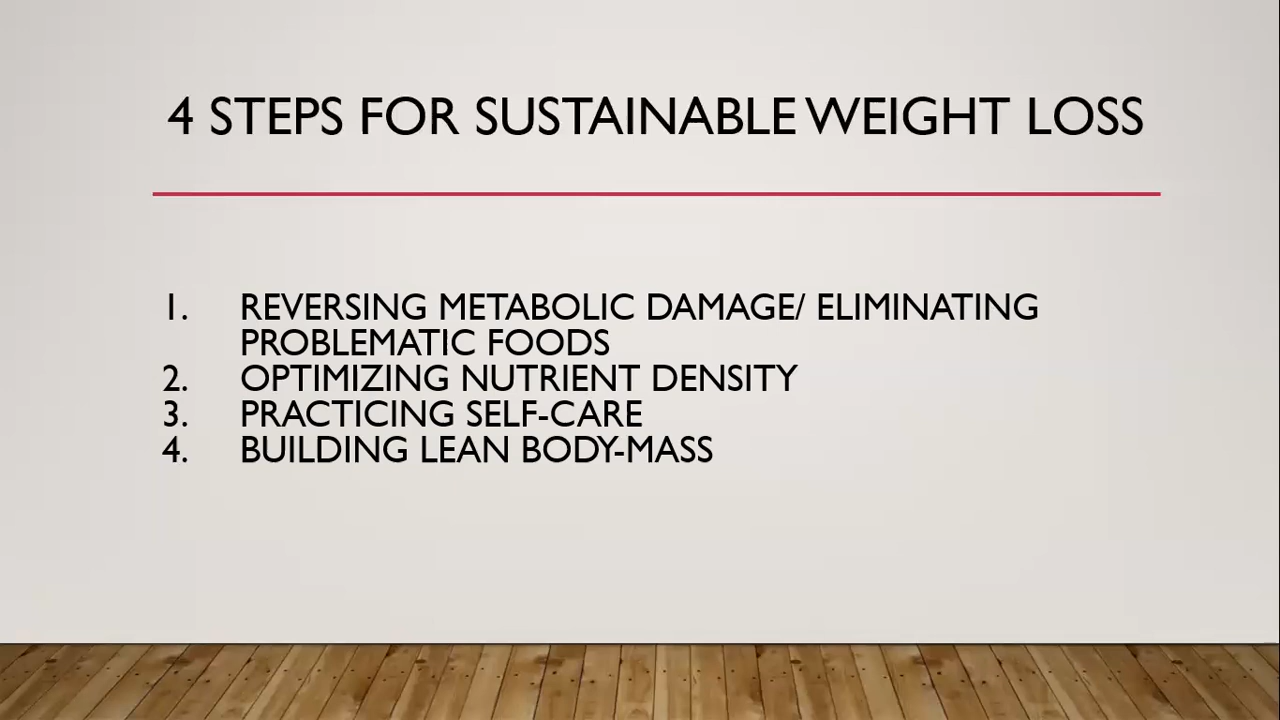 4 STEPS FOR SUSTAINABLE WEIGHT LOSS
1. REVERSING METABOLIC DAMAGE/ ELIMINATING
PROBLEMATIC FOODS
2. OPTIMIZING NUTRIENT DENSITY
3. PRACTICING SELF-CARE
4. BUILDING LEAN BODY-MASS